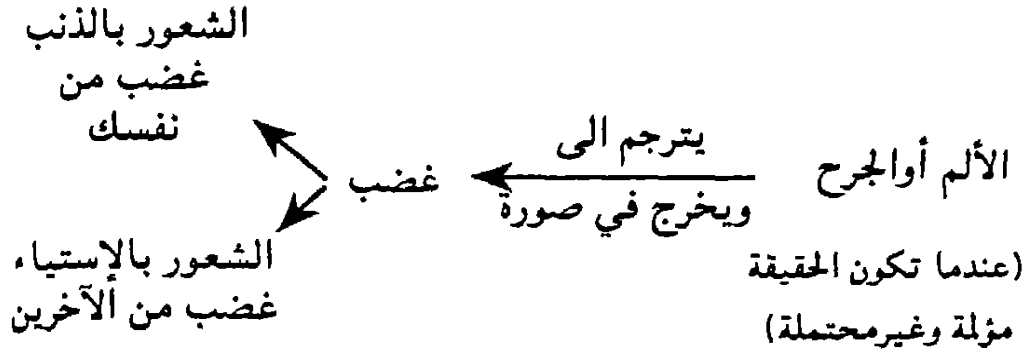 الألم أوالجرح
(عندما تكون الحقيقة
مؤلمة وغيرمحتملة)
يترجم الى
ويخرج في صورة
غضب
الشعور بالذنب
غضب من
نفسك
الشعور بالإستياء
غضب من ألآخرين